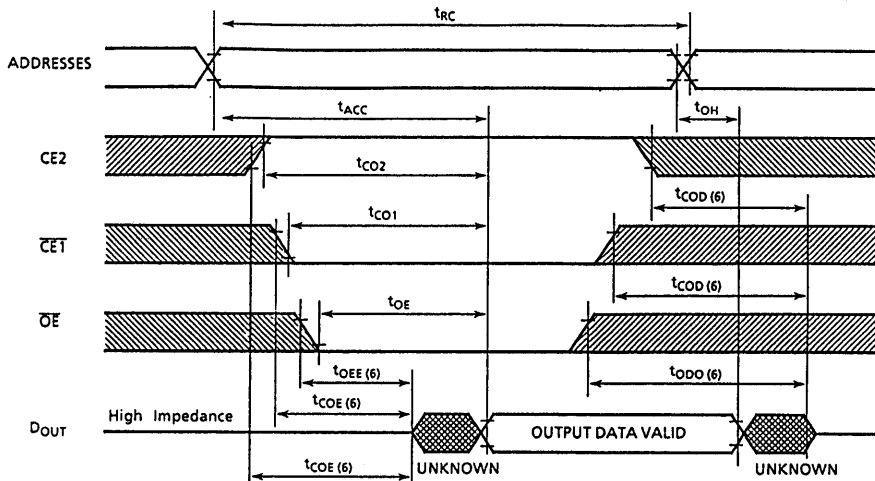 tRC
ADDRESSES
tACC
tOH
CE2
tCO2
tCOD (6)
CE1
tCO1
tCOD (6)
OE
tOE
tOEE (6)
tODO (6)
tCOE (6)
High Impedance
DOUT
OUTPUT DATA VALID
tCOE (6)
UNKNOWN
UNKNOWN